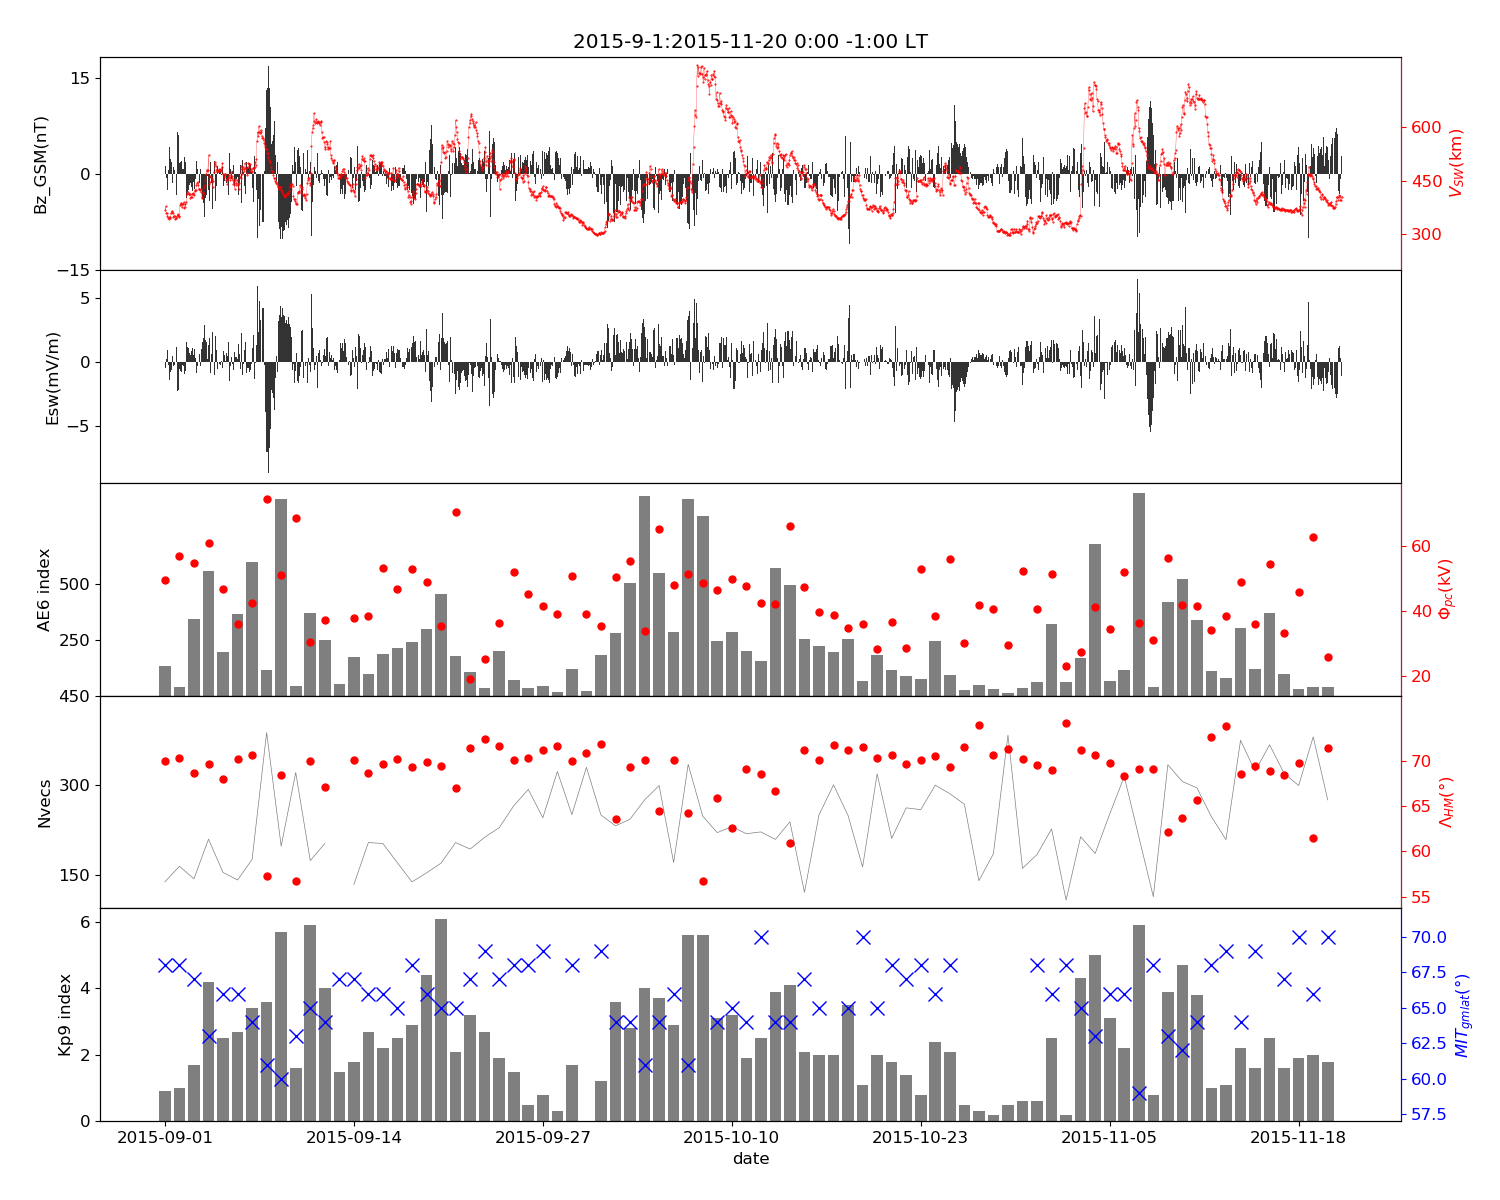 2015-9-1:2015-11-20 0:00 -1:00 LT
15
0
−15
Bz_GSM(nT)
600
450
300
V_SW(km)
5
0
−5
Esw(mV/m)
500
250
AE6 index
60
40
20
Φ_pc(kV)
450
300
150
Nvecs
70
65
60
55
Λ_HM(°)
6
4
2
0
Kp9 index
70.0
67.5
65.0
62.5
60.0
57.5
MIT_gmlat(°)
2015-09-01 2015-09-14 2015-09-27 2015-10-10 2015-10-23 2015-11-05 2015-11-18
date